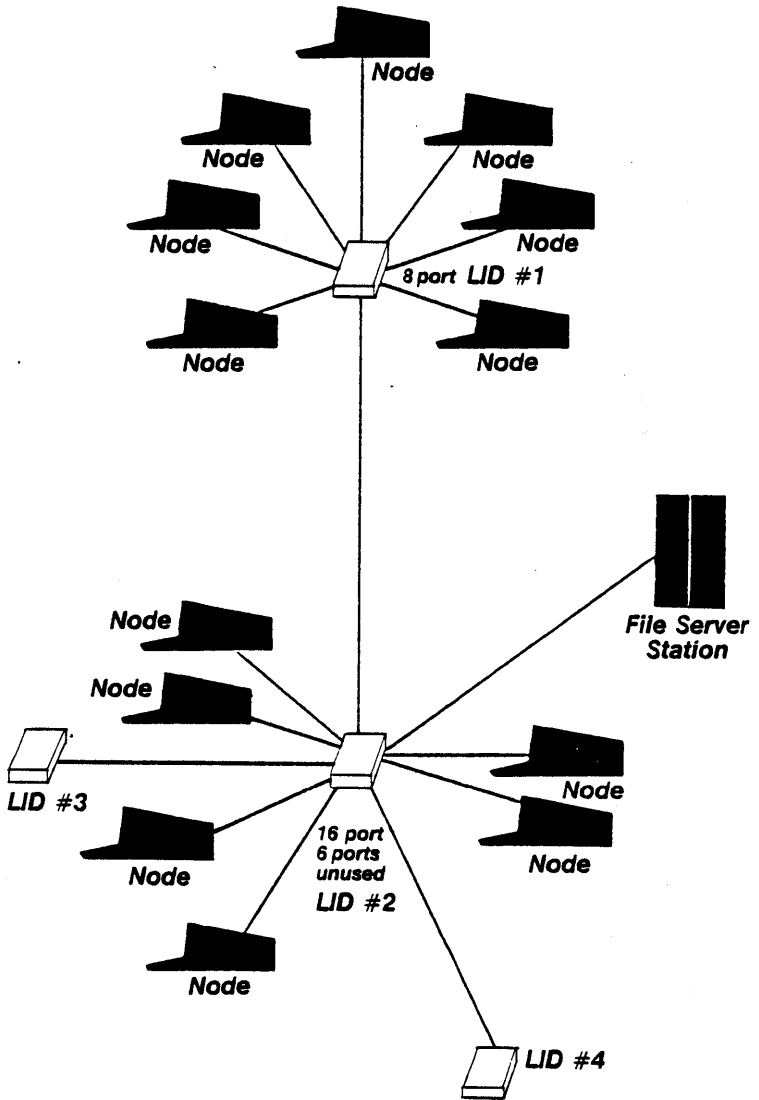 Node
Node
Node
Node
Node
8 port LID #1
Node
Node
File Server
Station
Node
Node
LID #3
Node
Node
Node
16 port
6 ports
unused
LID #2
Node
LID #4